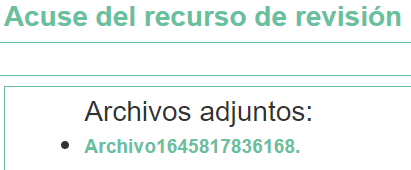 Acuse del recurso de revisión
Archivos adjuntos:
Archivo1645817836168.